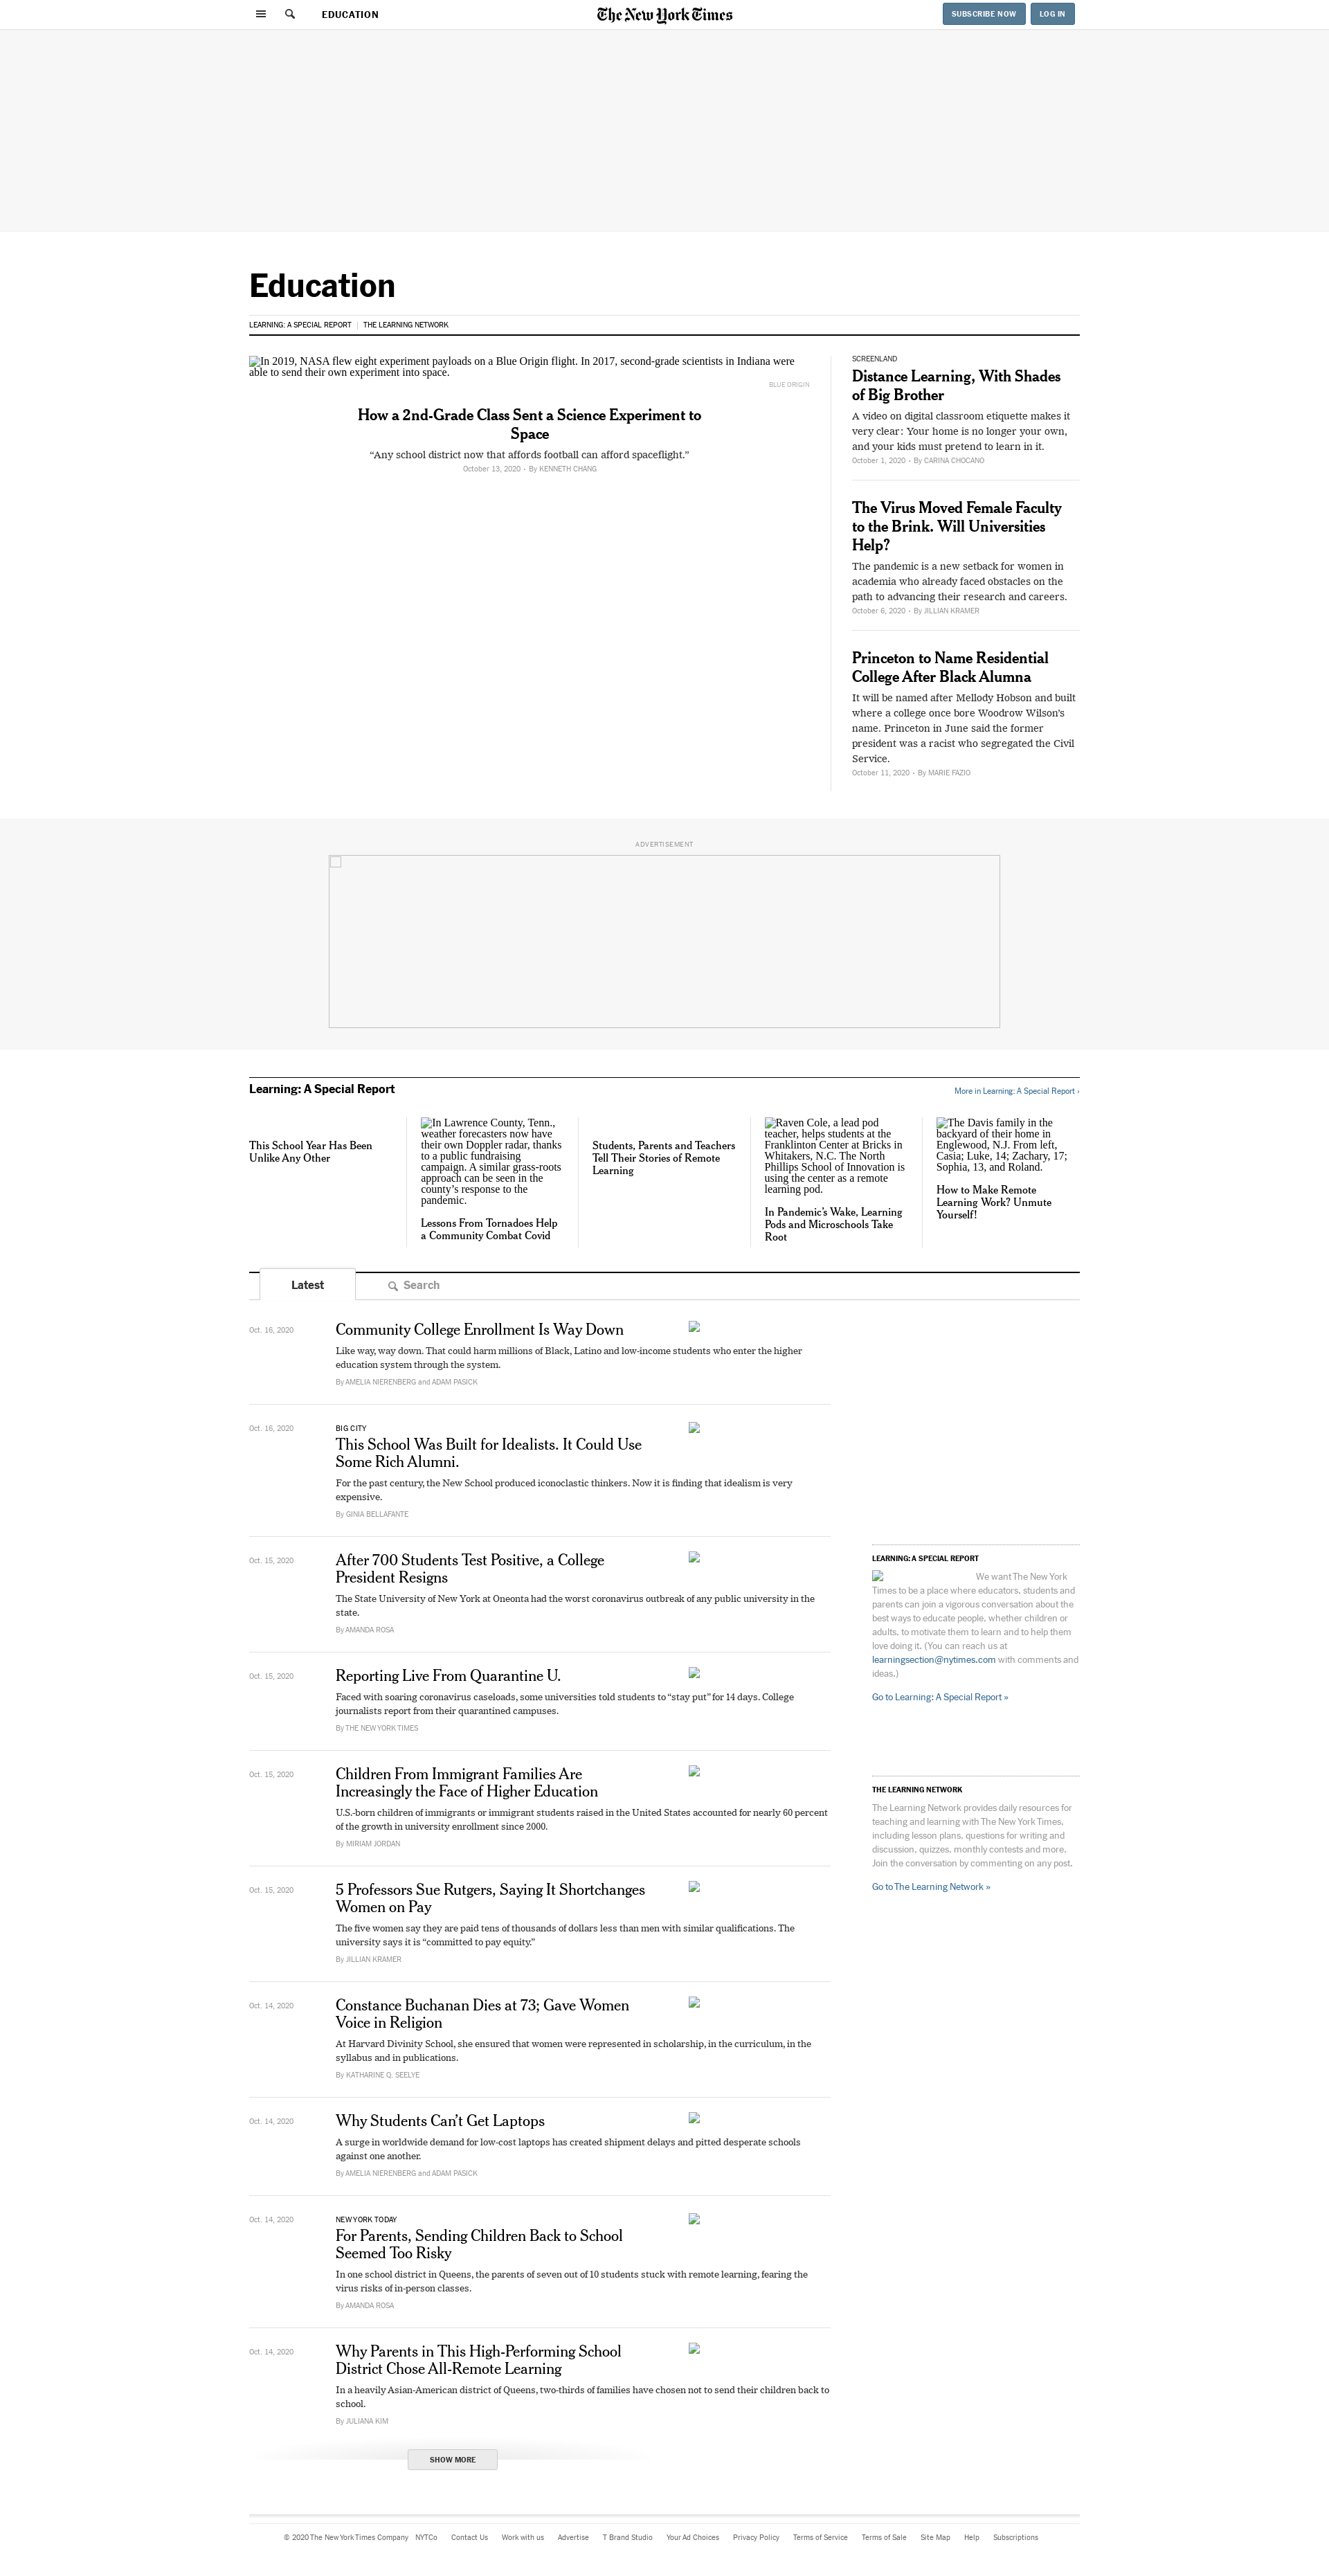 EDUCATION
The New York Times
SUBSCRIBE NOW
LOG IN
Education
LEARNING: A SPECIAL REPORT
THE LEARNING NETWORK
In 2019, NASA flew eight experiment payloads on a Blue Origin flight. In 2017, second-grade scientists in Indiana were
able to send their own experiment into space.
BLUE ORIGIN
How a 2nd-Grade Class Sent a Science Experiment to
Space
“Any school district now that affords football can afford spaceflight.”
October 13, 2020 • By KENNETH CHANG
SCREENLAND
Distance Learning, With Shades
of Big Brother
A video on digital classroom etiquette makes it
very clear: Your home is no longer your own,
and your kids must pretend to learn in it.
October 1, 2020 • By CARINA CHOCANO
The Virus Moved Female Faculty
to the Brink. Will Universities
Help?
The pandemic is a new setback for women in
academia who already faced obstacles on the
path to advancing their research and careers.
October 6, 2020 • By JILLIAN KRAMER
Princeton to Name Residential
College After Black Alumna
It will be named after Mellody Hobson and built
where a college once bore Woodrow Wilson’s
name. Princeton in June said the former
president was a racist who segregated the Civil
Service.
October 11, 2020 • By MARIE FAZIO
ADVERTISEMENT
Learning: A Special Report
More in Learning: A Special Report ›
This School Year Has Been
Unlike Any Other
In Lawrence County, Tenn.,
weather forecasters now have
their own Doppler radar, thanks
to a public fundraising
campaign. A similar grass-roots
approach can be seen in the
county’s response to the
pandemic.
Lessons From Tornadoes Help
a Community Combat Covid
Students, Parents and Teachers
Tell Their Stories of Remote
Learning
Raven Cole, a lead pod
teacher, helps students at the
Franklinton Center at Bricks in
Whitakers, N.C. The North
Phillips School of Innovation is
using the center as a remote
learning pod.
In Pandemic’s Wake, Learning
Pods and Microschools Take
Root
The Davis family in the
backyard of their home in
Englewood, N.J. From left,
Casia; Luke, 14; Zachary, 17;
Sophia, 13, and Roland.
How to Make Remote
Learning Work? Unmute
Yourself!
Latest
Search
Oct. 16, 2020
Community College Enrollment Is Way Down
Like way, way down. That could harm millions of Black, Latino and low-income students who enter the higher
education system through the system.
By AMELIA NIERENBERG and ADAM PASICK
Oct. 16, 2020
BIG CITY
This School Was Built for Idealists. It Could Use
Some Rich Alumni.
For the past century, the New School produced iconoclastic thinkers. Now it is finding that idealism is very
expensive.
By GINIA BELLAFANTE
Oct. 15, 2020
After 700 Students Test Positive, a College
President Resigns
The State University of New York at Oneonta had the worst coronavirus outbreak of any public university in the
state.
By AMANDA ROSA
Oct. 15, 2020
Reporting Live From Quarantine U.
Faced with soaring coronavirus caseloads, some universities told students to “stay put” for 14 days. College
journalists report from their quarantined campuses.
By THE NEW YORK TIMES
Oct. 15, 2020
Children From Immigrant Families Are
Increasingly the Face of Higher Education
U.S.-born children of immigrants or immigrant students raised in the United States accounted for nearly 60 percent
of the growth in university enrollment since 2000.
By MIRIAM JORDAN
Oct. 15, 2020
5 Professors Sue Rutgers, Saying It Shortchanges
Women on Pay
The five women say they are paid tens of thousands of dollars less than men with similar qualifications. The
university says it is “committed to pay equity.”
By JILLIAN KRAMER
Oct. 14, 2020
Constance Buchanan Dies at 73; Gave Women
Voice in Religion
At Harvard Divinity School, she ensured that women were represented in scholarship, in the curriculum, in the
syllabus and in publications.
By KATHARINE Q. SEELYE
Oct. 14, 2020
Why Students Can’t Get Laptops
A surge in worldwide demand for low-cost laptops has created shipment delays and pitted desperate schools
against one another.
By AMELIA NIERENBERG and ADAM PASICK
Oct. 14, 2020
NEW YORK TODAY
For Parents, Sending Children Back to School
Seemed Too Risky
In one school district in Queens, the parents of seven out of 10 students stuck with remote learning, fearing the
virus risks of in-person classes.
By AMANDA ROSA
Oct. 14, 2020
Why Parents in This High-Performing School
District Chose All-Remote Learning
In a heavily Asian-American district of Queens, two-thirds of families have chosen not to send their children back to
school.
By JULIANA KIM
SHOW MORE
LEARNING: A SPECIAL REPORT
We want The New York
Times to be a place where educators, students and
parents can join a vigorous conversation about the
best ways to educate people, whether children or
adults, to motivate them to learn and to help them
love doing it. (You can reach us at
learningsection@nytimes.com with comments and
ideas.)
Go to Learning: A Special Report »
THE LEARNING NETWORK
The Learning Network provides daily resources for
teaching and learning with The New York Times,
including lesson plans, questions for writing and
discussion, quizzes, monthly contests and more.
Join the conversation by commenting on any post.
Go to The Learning Network »
© 2020 The New York Times Company NYTCo Contact Us Work with us Advertise T Brand Studio Your Ad Choices Privacy Policy Terms of Service Terms of Sale Site Map Help Subscriptions